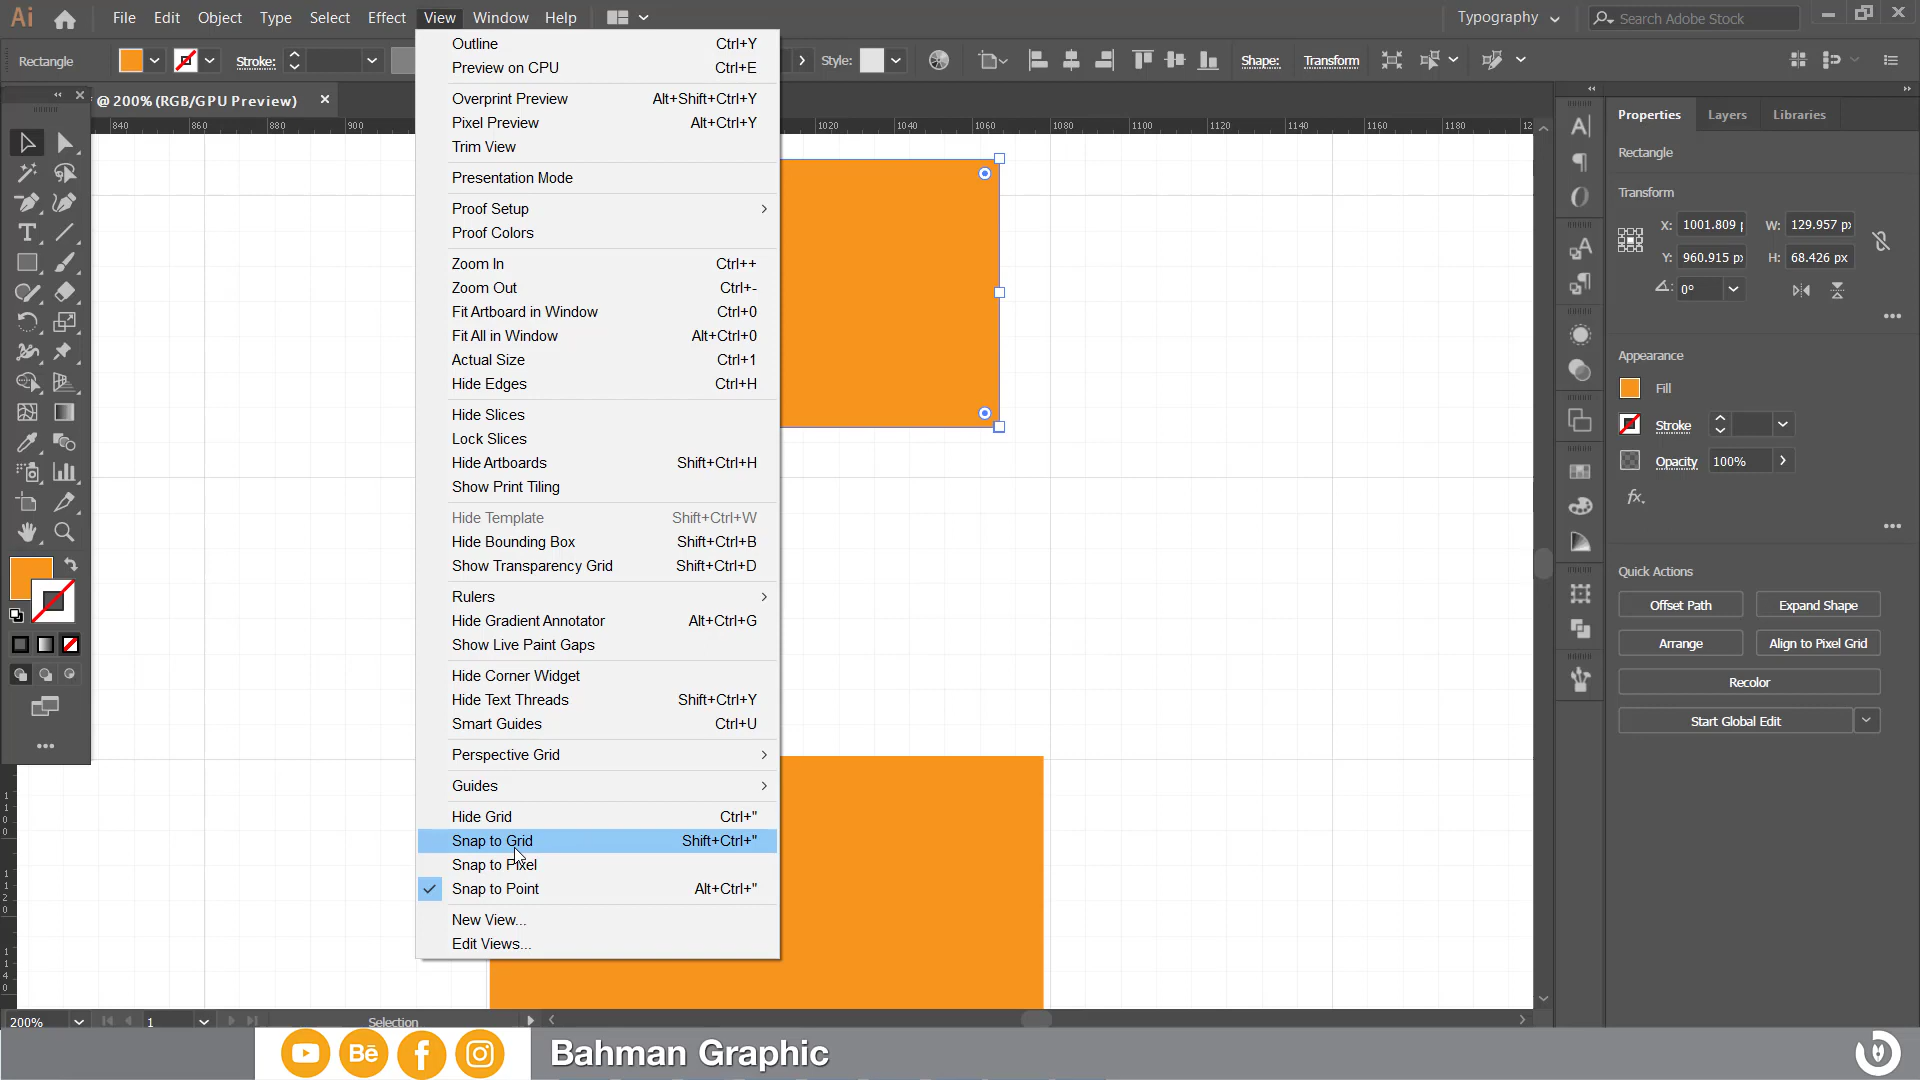 Ai File Edit Object Type Select Effect View Window Help Typography Search Adobe Stock
Rectangle Stroke: Style: Shape: Transform
@ 200% (RGB/GPU Preview)
840 860 880 900 1020 1040 1060 1080 1100 1120 1140 1160 1180
Outline Ctrl+Y
Preview on CPU Ctrl+E
Overprint Preview Alt+Shift+Ctrl+Y
Pixel Preview Alt+Ctrl+Y
Trim View
Presentation Mode
Proof Setup
Proof Colors
Zoom In Ctrl++
Zoom Out Ctrl+-
Fit Artboard in Window Ctrl+0
Fit All in Window Alt+Ctrl+0
Actual Size Ctrl+1
Hide Edges Ctrl+H
Hide Slices
Lock Slices
Hide Artboards Shift+Ctrl+H
Show Print Tiling
Hide Template Shift+Ctrl+W
Hide Bounding Box Shift+Ctrl+B
Show Transparency Grid Shift+Ctrl+D
Rulers
Hide Gradient Annotator Alt+Ctrl+G
Show Live Paint Gaps
Hide Corner Widget
Hide Text Threads Shift+Ctrl+Y
Smart Guides Ctrl+U
Perspective Grid
Guides
Hide Grid Ctrl+"
Snap to Grid Shift+Ctrl+"
Snap to Pixel
Snap to Point Alt+Ctrl+"
New View...
Edit Views...
Properties Layers Libraries
Rectangle
Transform
X: 1001.809 W: 129.957 px
Y: 960.915 px H: 68.426 px
0°
Appearance
Fill
Stroke
Opacity 100%
fx.
Quick Actions
Offset Path Expand Shape
Arrange Align to Pixel Grid
Recolor
Start Global Edit
200% 1 Selection
Bē Bahman Graphic